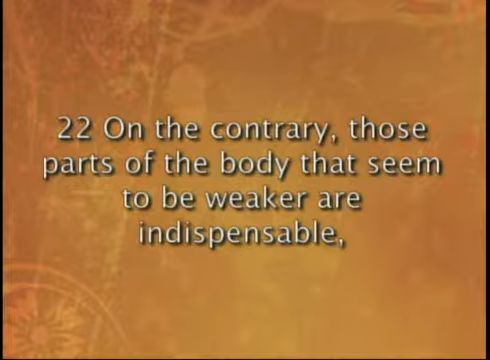 22 On the contrary, those
parts of the body that seem
to be weaker are
indispensable,